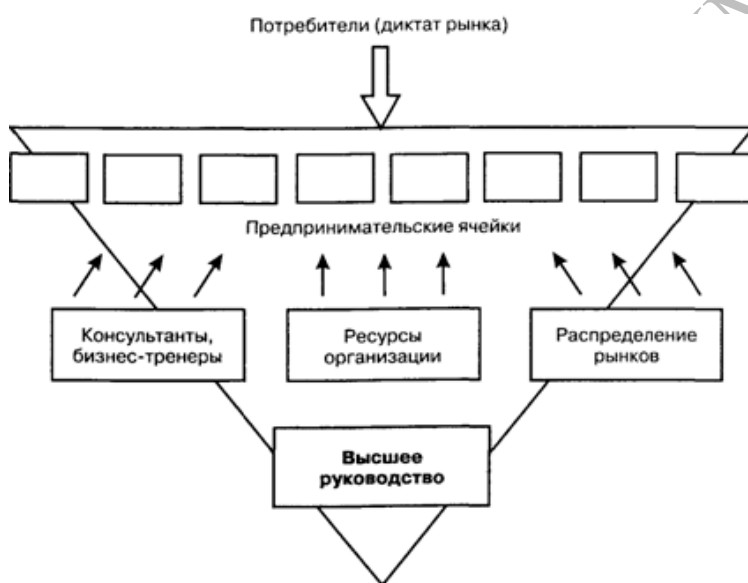 Потребители (диктат рынка)
Предпринимательские ячейки
Консультанты,
бизнес-тренеры
Ресурсы
организации
Распределение
рынков
Высшее
руководство